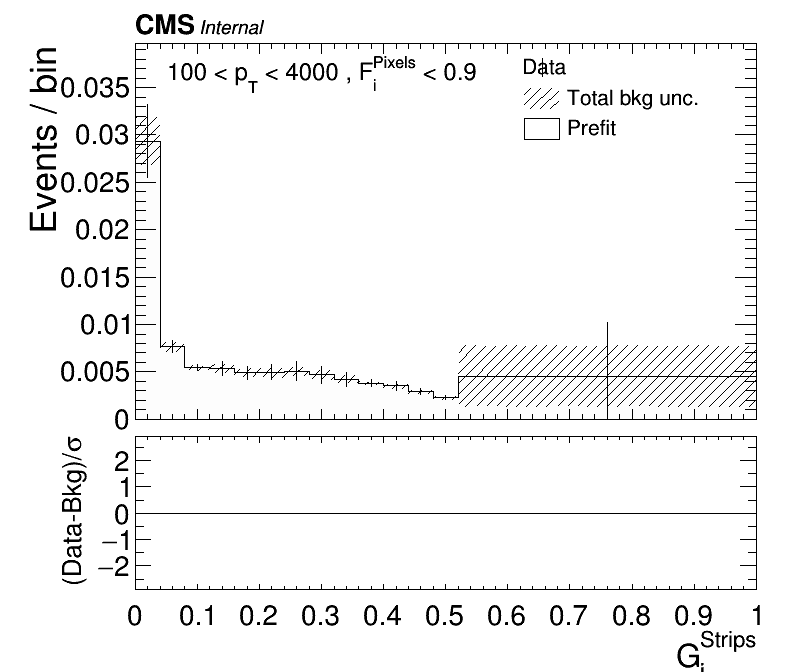 CMS Internal
Events / bin
100 < p_T < 4000 , F_i^Pixels < 0.9
Data
Total bkg unc.
Prefit
0.035
0.03
0.025
0.02
0.015
0.01
0.005
0
(Data-Bkg)/σ
2
1
0
−1
−2
0 0.1 0.2 0.3 0.4 0.5 0.6 0.7 0.8 0.9 1
G_i^Strips